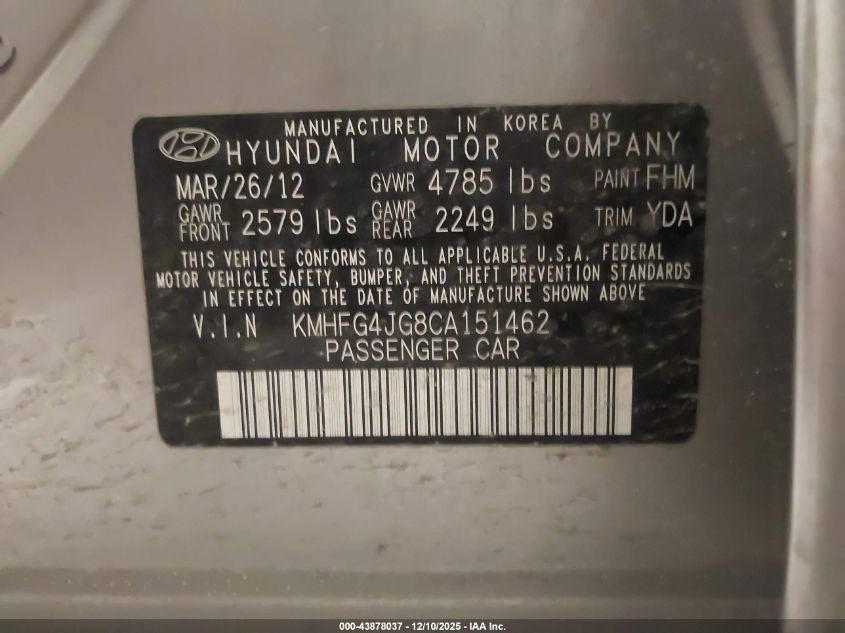 MANUFACTURED IN KOREA BY
HYUNDAI MOTOR COMPANY
MAR/26/12 GVWR 4785 lbs PAINT FHM
GAWR FRONT 2579 lbs GAWR REAR 2249 lbs TRIM YDA
THIS VEHICLE CONFORMS TO ALL APPLICABLE U.S.A. FEDERAL
MOTOR VEHICLE SAFETY, BUMPER, AND THEFT PREVENTION STANDARDS
IN EFFECT ON THE DATE OF MANUFACTURE SHOWN ABOVE
V.I.N KMHFG4JG8CA151462
PASSENGER CAR
000-43878037 - 12/10/2025 - IAA Inc.